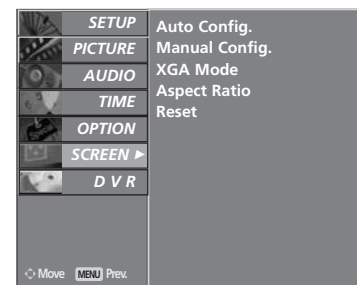 SETUP
PICTURE
AUDIO
TIME
OPTION
SCREEN ►
D V R
Auto Config.
Manual Config.
XGA Mode
Aspect Ratio
Reset
Move MENU Prev.